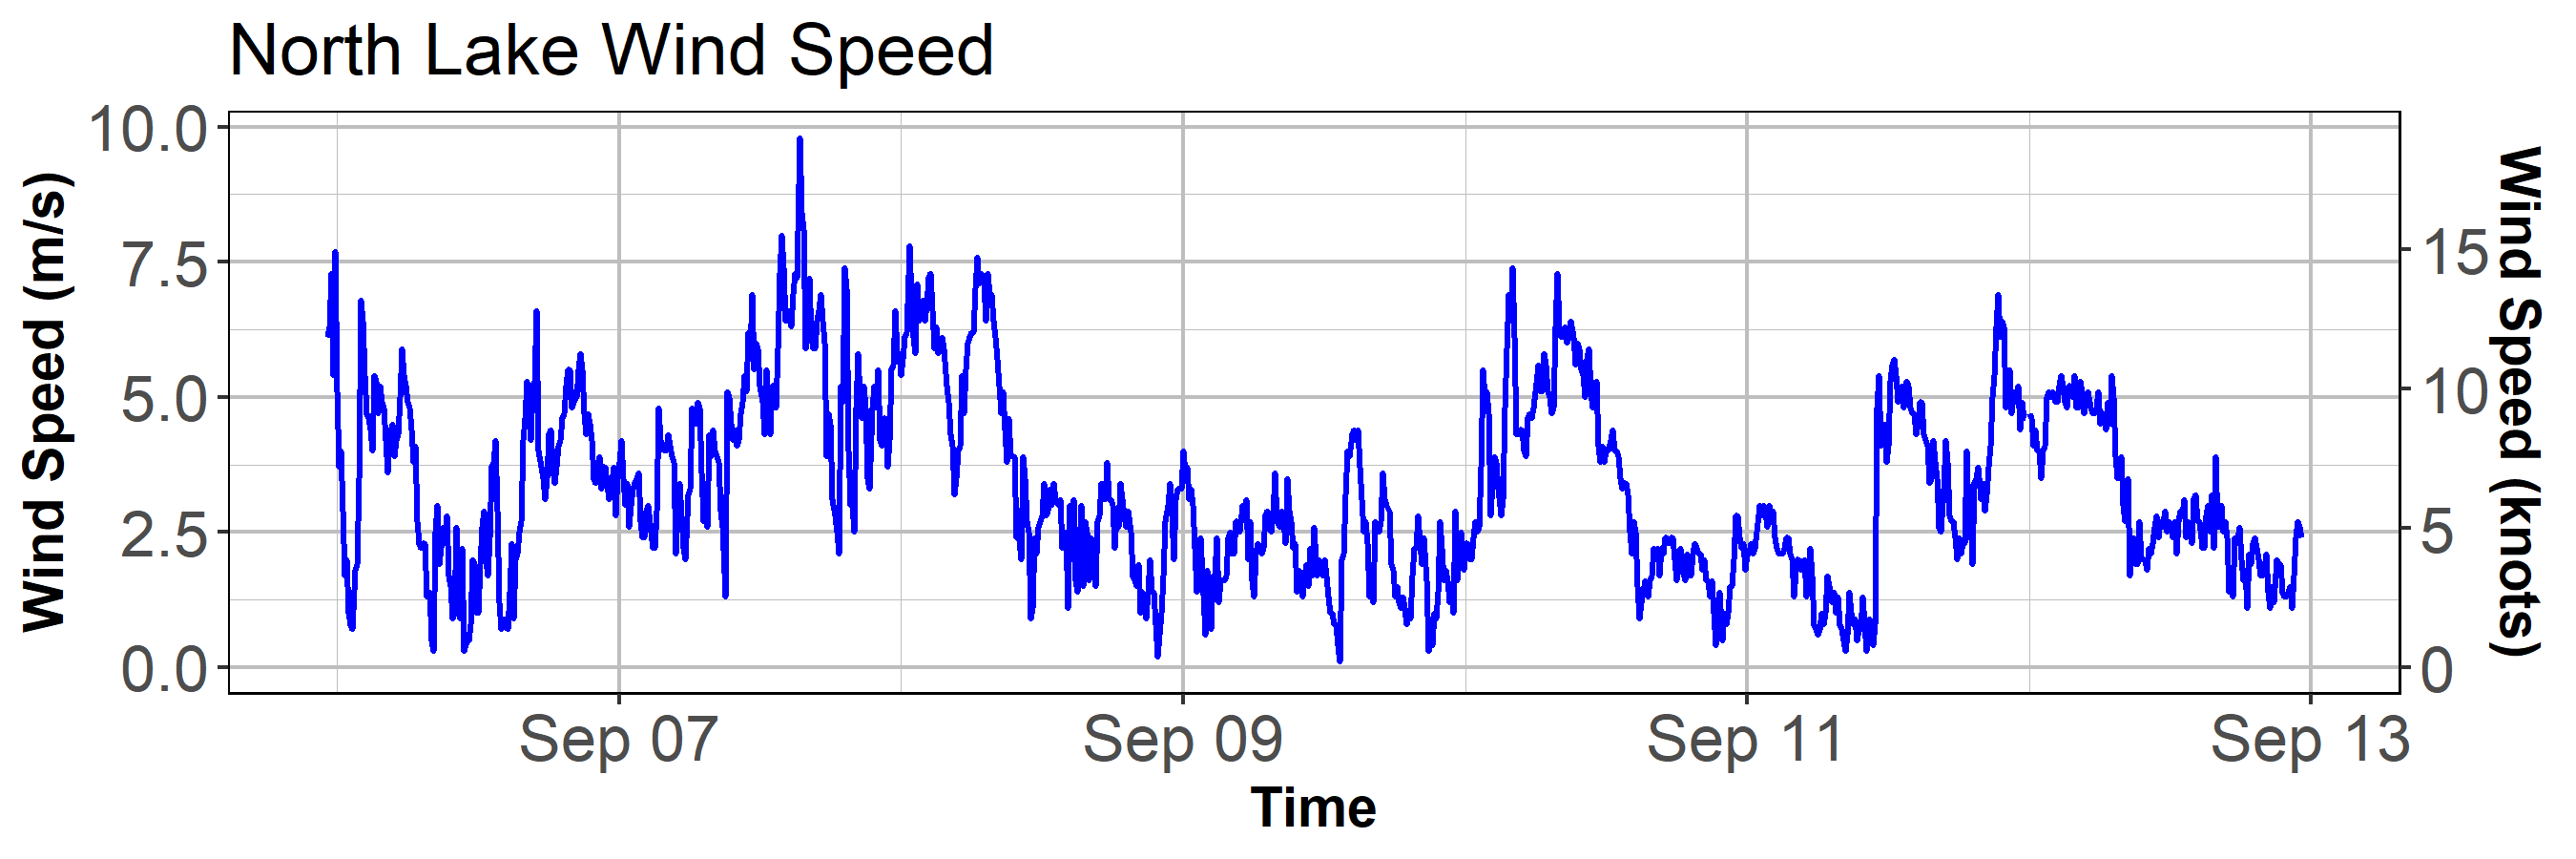 North Lake Wind Speed
Wind Speed (m/s)
10.0
7.5
5.0
2.5
0.0
Wind Speed (knots)
15
10
5
0
Sep 07
Sep 09
Sep 11
Sep 13
Time